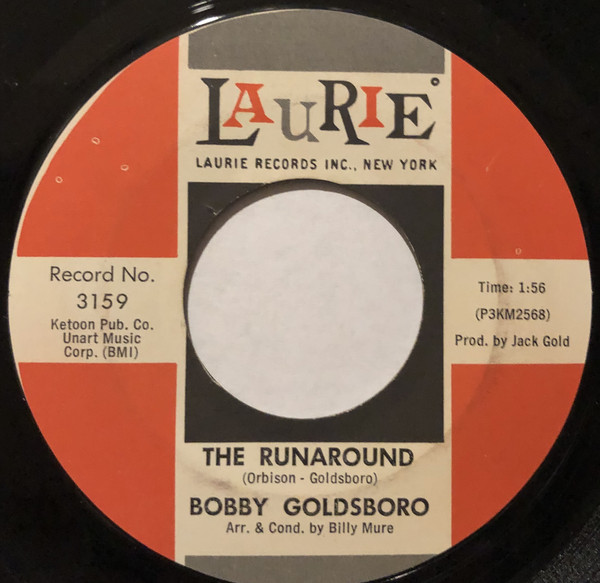 LAURIE
LAURIE RECORDS INC., NEW YORK
Record No.
3159
Ketoon Pub. Co.
Unart Music
Corp. (BMI)
Time: 1:56
(P3KM2568)
Prod. by Jack Gold
THE RUNAROUND
(Orbison - Goldsboro)
BOBBY GOLDSBORO
Arr. & Cond. by Billy Mure